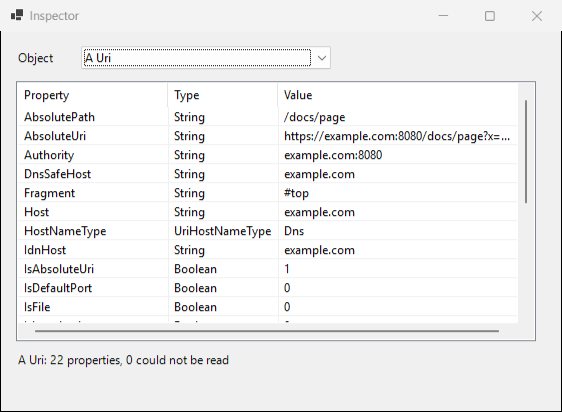 Inspector
Object A Uri
Property Type Value
AbsolutePath String /docs/page
AbsoluteUri String https://example.com:8080/docs/page?x=...
Authority String example.com:8080
DnsSafeHost String example.com
Fragment String #top
Host String example.com
HostNameType UriHostNameType Dns
IdnHost String example.com
IsAbsoluteUri Boolean 1
IsDefaultPort Boolean 0
IsFile Boolean 0
A Uri: 22 properties, 0 could not be read